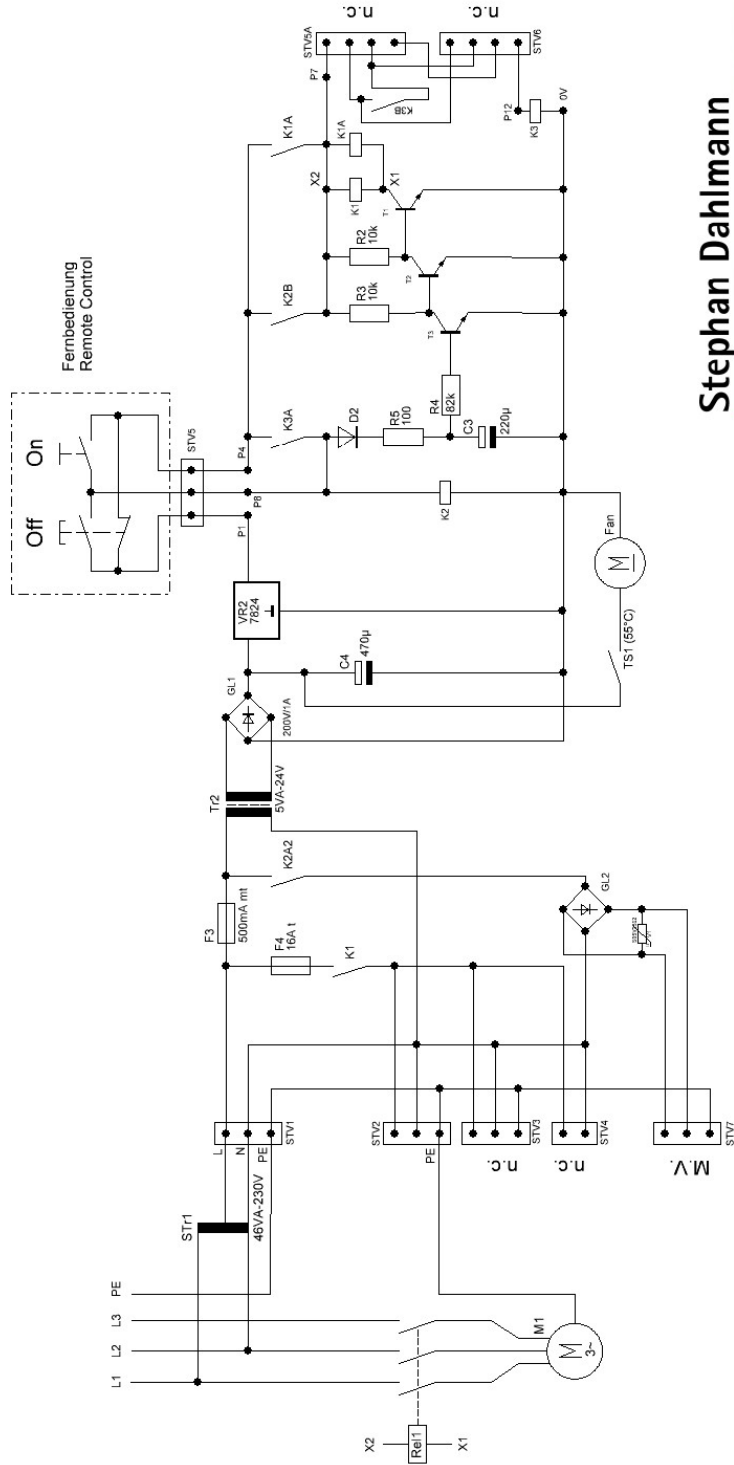 L1
L2
L3
PE
Rel1
X2
X1
M
3~
M1
STr1
46VA-230V
L
N
PE
STV1
STV2
PE
STV3
n.c.
STV4
n.c.
STV7
M.V.
F3
500mA mt
F4
16A t
K1
K2A2
GL2
Tr2
5VA-24V
GL1
200V/1A
C4
470µ
VR2
7824
TS1 (55°C)
M
Fan
Fernbedienung
Remote Control
Off
On
STV5
P1
P8
P4
K2
K3A
D2
R5
100
R4
82k
C3
220µ
K2B
R3
10k
R2
10k
T3
T2
T1
X2
K1
X1
K1A
K1A
P7
STV5A
n.c.
K3B
STV6
n.c.
P12
K3
0V
Stephan Dahlmann